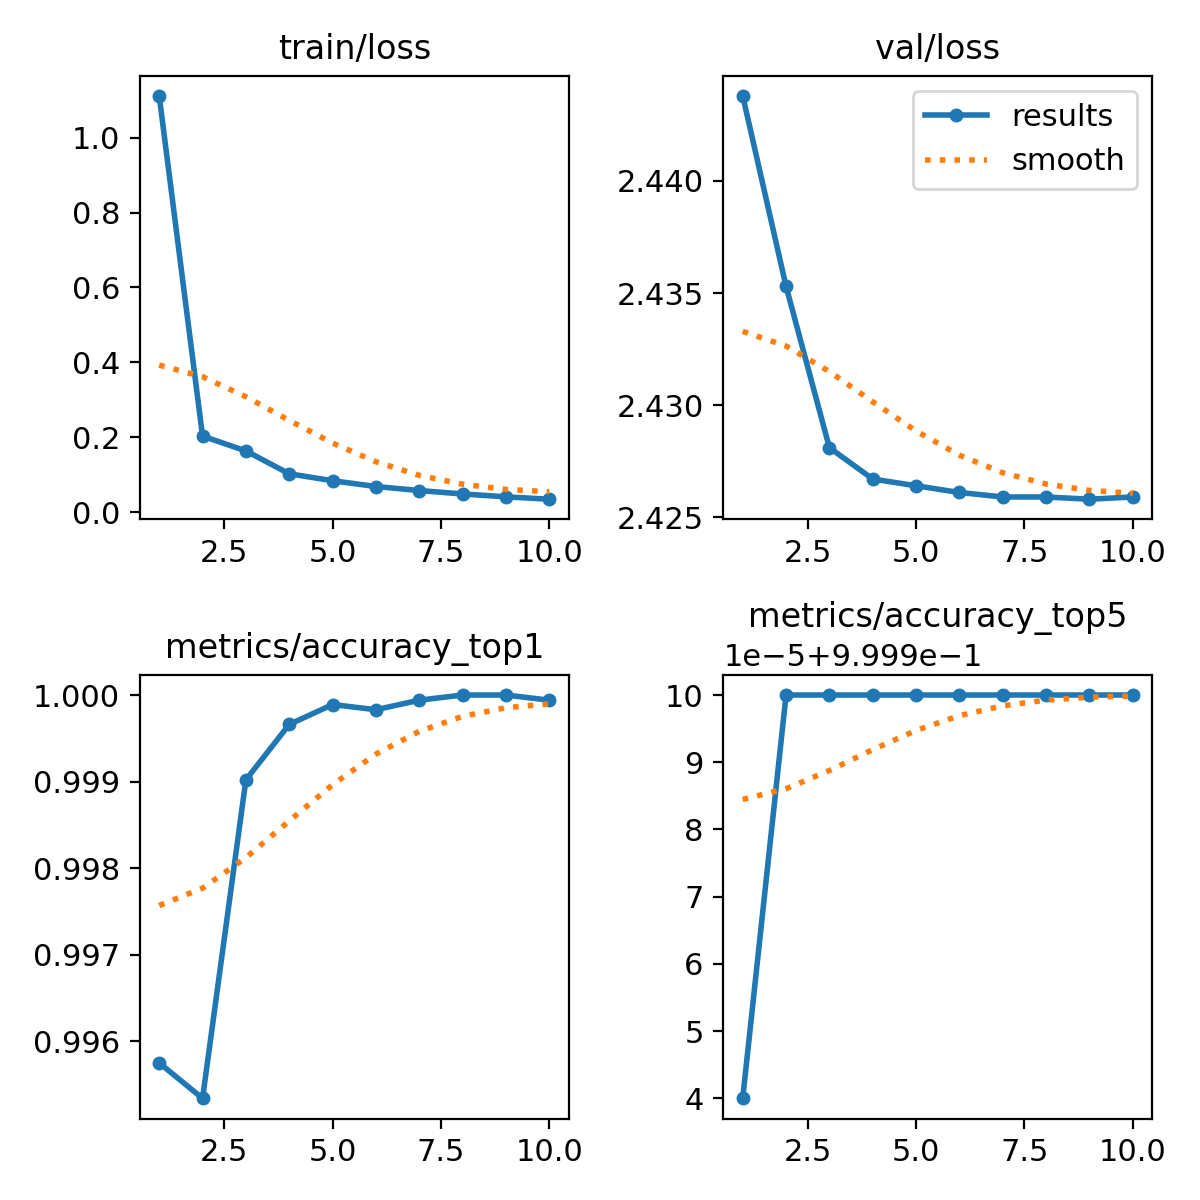 train/loss
1.0
0.8
0.6
0.4
0.2
0.0
2.5 5.0 7.5 10.0
val/loss
results
smooth
2.440
2.435
2.430
2.425
2.5 5.0 7.5 10.0
metrics/accuracy_top1
1.000
0.999
0.998
0.997
0.996
2.5 5.0 7.5 10.0
metrics/accuracy_top5
1e−5+9.999e−1
10
9
8
7
6
5
4
2.5 5.0 7.5 10.0